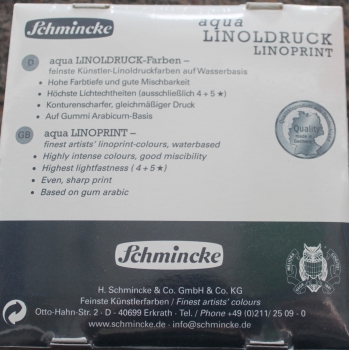 Schmincke
aqua
LINOLDRUCK
LINOPRINT
D aqua LINOLDRUCK-Farben –
feinste Künstler-Linoldruckfarben auf Wasserbasis
• Hohe Farbtiefe und gute Mischbarkeit
• Höchste Lichtechtheiten (ausschließlich 4 + 5 ★)
• Konturenscharfer, gleichmäßiger Druck
• Auf Gummi Arabicum-Basis
GB aqua LINOPRINT –
finest artists' linoprint-colours, waterbased
• Highly intense colours, good miscibility
• Highest lightfastness (4 + 5 ★)
• Even, sharp print
• Based on gum arabic
Quality
made in
Germany
Schmincke
H. Schmincke & Co. GmbH & Co. KG
Feinste Künstlerfarben / Finest artists' colours
Otto-Hahn-Str. 2 · D - 40699 Erkrath · Tel. / Phone +49 (0)211/ 25 09 - 0
www.schmincke.de · info@schmincke.de